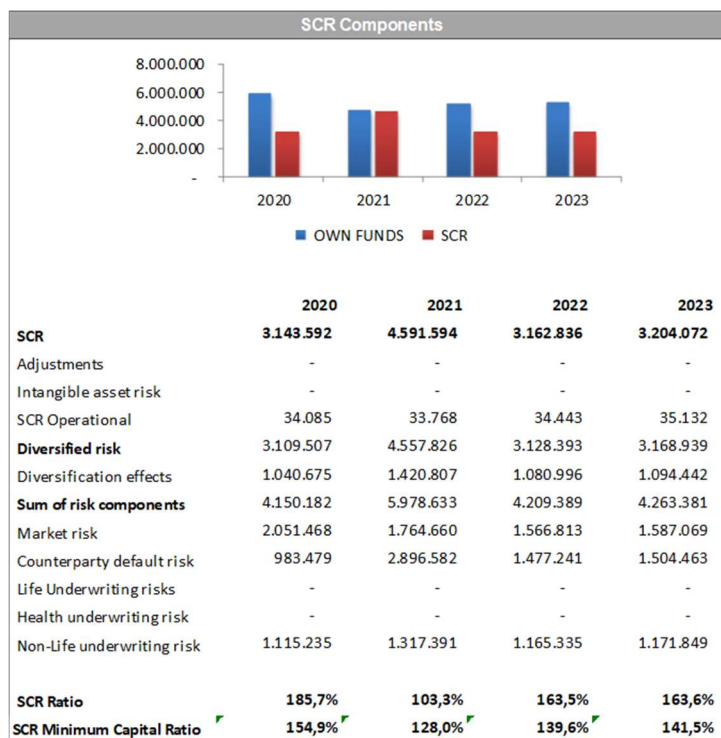 SCR Components
8.000.000
6.000.000
4.000.000
2.000.000
-
2020 2021 2022 2023
OWN FUNDS SCR
2020 2021 2022 2023
SCR 3.143.592 4.591.594 3.162.836 3.204.072
Adjustments - - - -
Intangible asset risk - - - -
SCR Operational 34.085 33.768 34.443 35.132
Diversified risk 3.109.507 4.557.826 3.128.393 3.168.939
Diversification effects 1.040.675 1.420.807 1.080.996 1.094.442
Sum of risk components 4.150.182 5.978.633 4.209.389 4.263.381
Market risk 2.051.468 1.764.660 1.566.813 1.587.069
Counterparty default risk 983.479 2.896.582 1.477.241 1.504.463
Life Underwriting risks - - - -
Health underwriting risk - - - -
Non-Life underwriting risk 1.115.235 1.317.391 1.165.335 1.171.849
SCR Ratio 185,7% 103,3% 163,5% 163,6%
SCR Minimum Capital Ratio 154,9% 128,0% 139,6% 141,5%